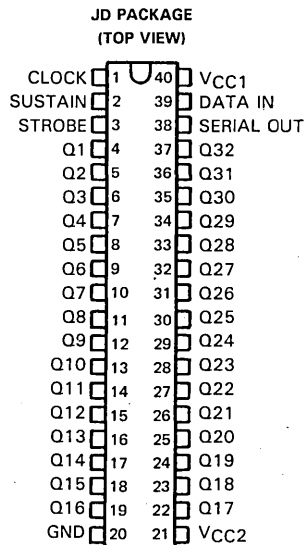 JD PACKAGE
(TOP VIEW)
CLOCK 1 40 VCC1
SUSTAIN 2 39 DATA IN
STROBE 3 38 SERIAL OUT
Q1 4 37 Q32
Q2 5 36 Q31
Q3 6 35 Q30
Q4 7 34 Q29
Q5 8 33 Q28
Q6 9 32 Q27
Q7 10 31 Q26
Q8 11 30 Q25
Q9 12 29 Q24
Q10 13 28 Q23
Q11 14 27 Q22
Q12 15 26 Q21
Q13 16 25 Q20
Q14 17 24 Q19
Q15 18 23 Q18
Q16 19 22 Q17
GND 20 21 VCC2